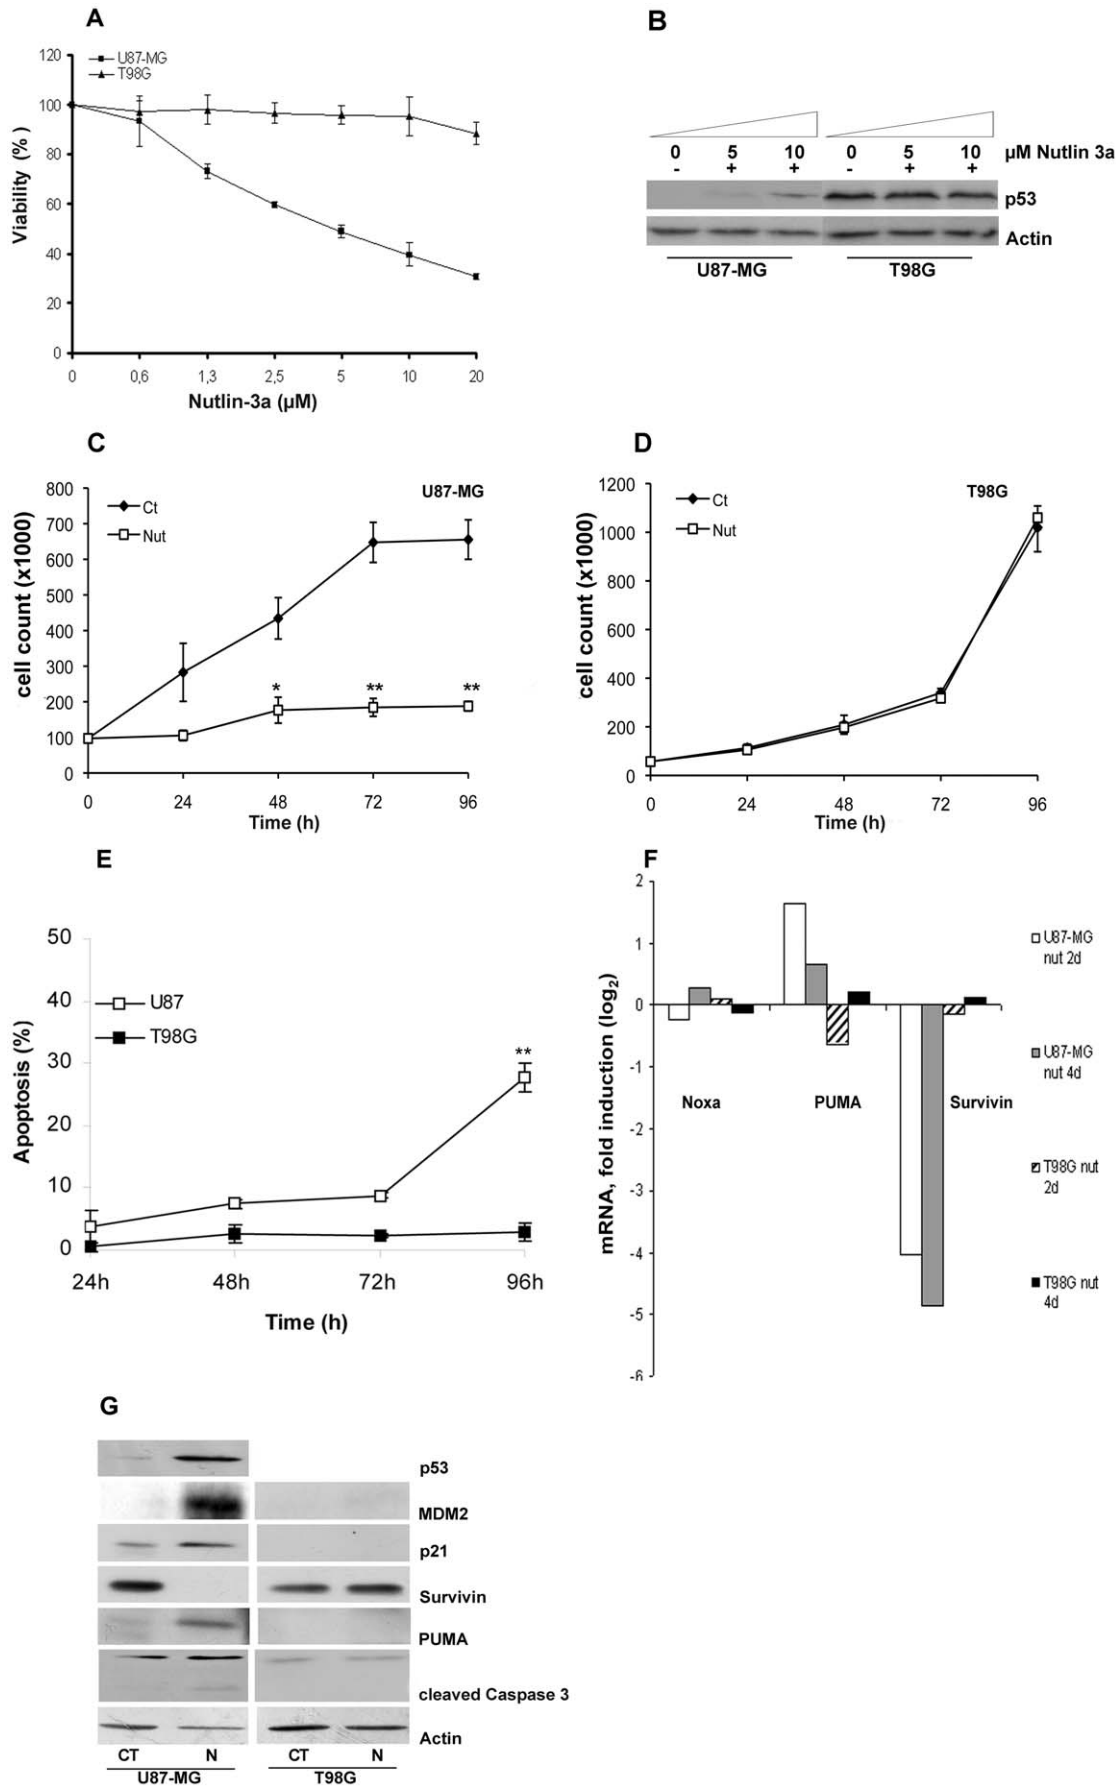 A
120
100
80
60
40
20
0
Viability (%)
U87-MG
T98G
0 0,6 1,3 2,5 5 10 20
Nutlin-3a (µM)
B
0 5 10 0 5 10 µM Nutlin 3a
- + + - + +
p53
Actin
U87-MG T98G
C
U87-MG
800
700
600
500
400
300
200
100
0
cell count (x1000)
Ct
Nut
* ** **
0 24 48 72 96
Time (h)
D
T98G
1200
1000
800
600
400
200
0
cell count (x1000)
Ct
Nut
0 24 48 72 96
Time (h)
E
50
40
30
20
10
0
Apoptosis (%)
U87
T98G
**
24h 48h 72h 96h
Time (h)
F
2
1
0
-1
-2
-3
-4
-5
-6
mRNA, fold induction (log2)
Noxa PUMA Survivin
U87-MG
nut 2d
U87-MG
nut 4d
T98G nut
2d
T98G nut
4d
G
p53
MDM2
p21
Survivin
PUMA
cleaved Caspase 3
Actin
CT N CT N
U87-MG T98G